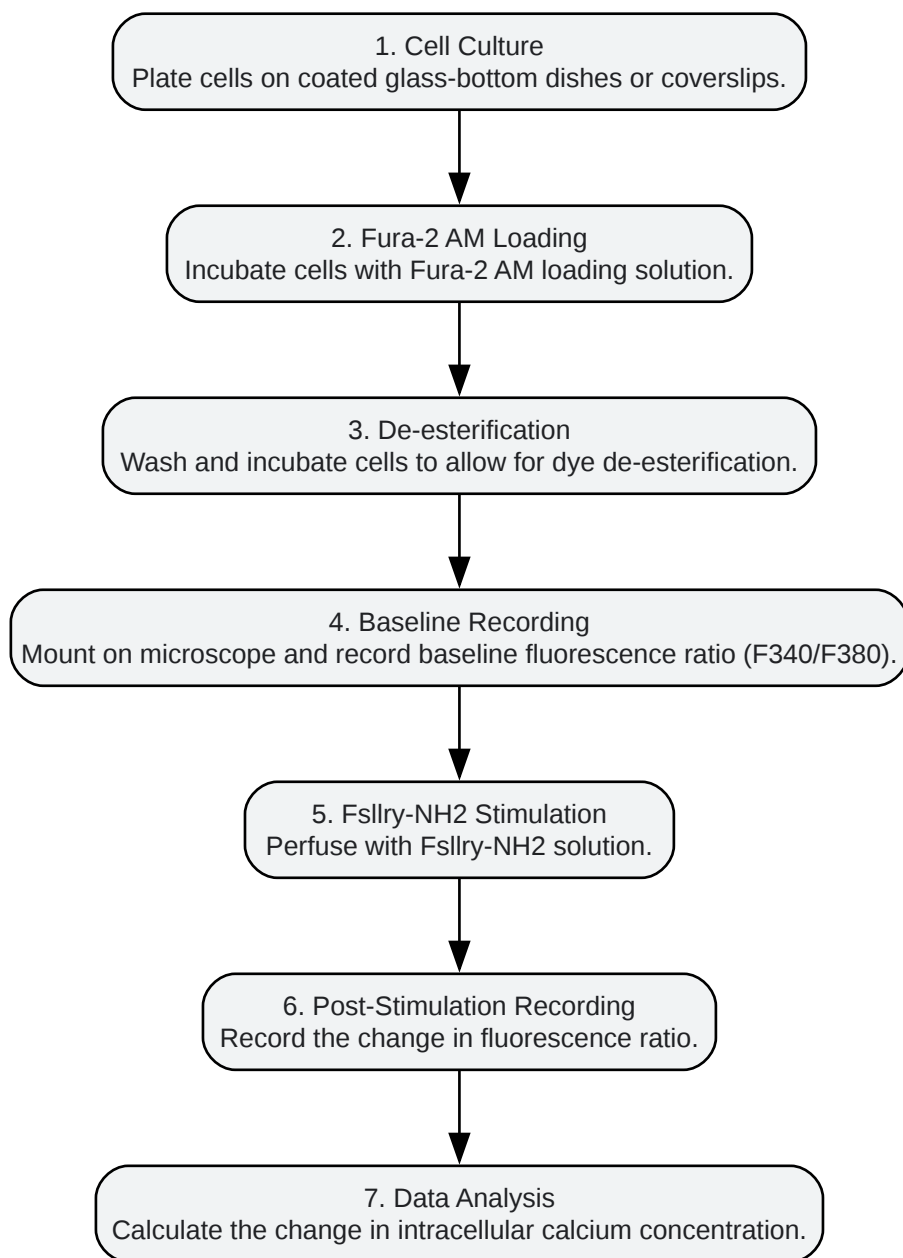 1. Cell Culture
Plate cells on coated glass-bottom dishes or coverslips.
2. Fura-2 AM Loading
Incubate cells with Fura-2 AM loading solution.
3. De-esterification
Wash and incubate cells to allow for dye de-esterification.
4. Baseline Recording
Mount on microscope and record baseline fluorescence ratio (F340/F380).
5. Fsllry-NH2 Stimulation
Perfuse with Fsllry-NH2 solution.
6. Post-Stimulation Recording
Record the change in fluorescence ratio.
7. Data Analysis
Calculate the change in intracellular calcium concentration.